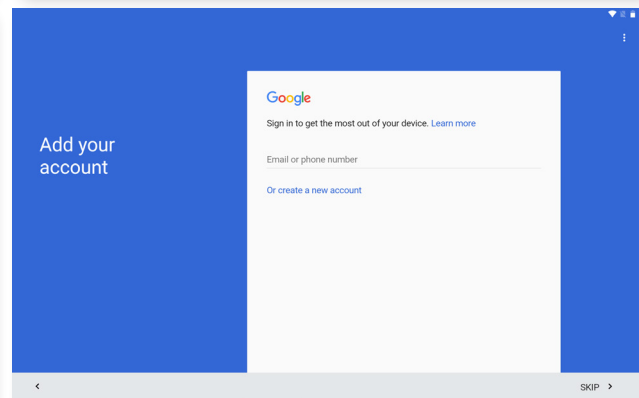 Add your
account
Google
Sign in to get the most out of your device. Learn more
Email or phone number
Or create a new account
SKIP